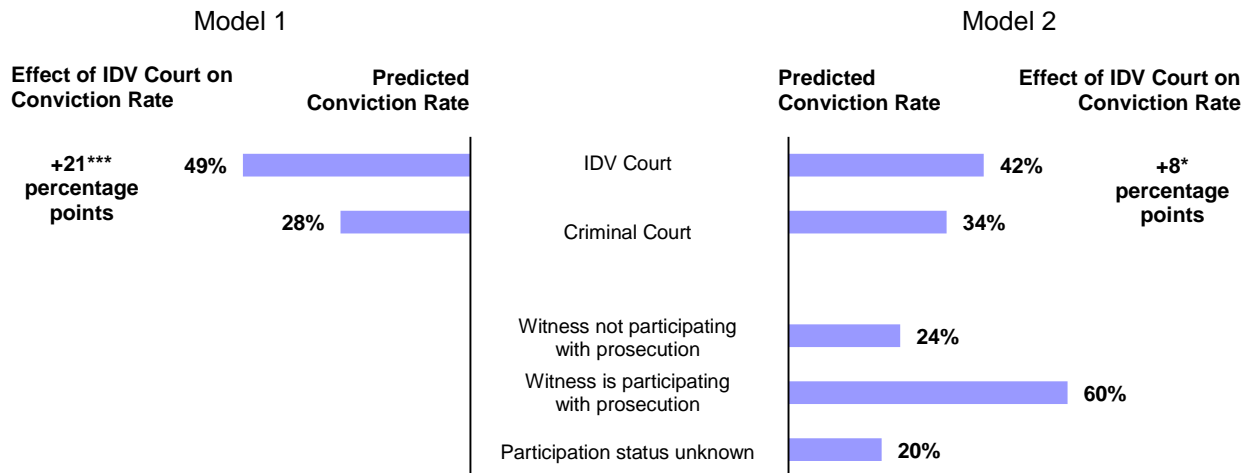 Model 1
Model 2
Effect of IDV Court on
Conviction Rate
Predicted
Conviction Rate
Predicted
Conviction Rate
Effect of IDV Court on
Conviction Rate
+21***
percentage
points
49%
IDV Court
42%
+8*
percentage
points
28%
Criminal Court
34%
Witness not participating
with prosecution
24%
Witness is participating
with prosecution
60%
Participation status unknown
20%